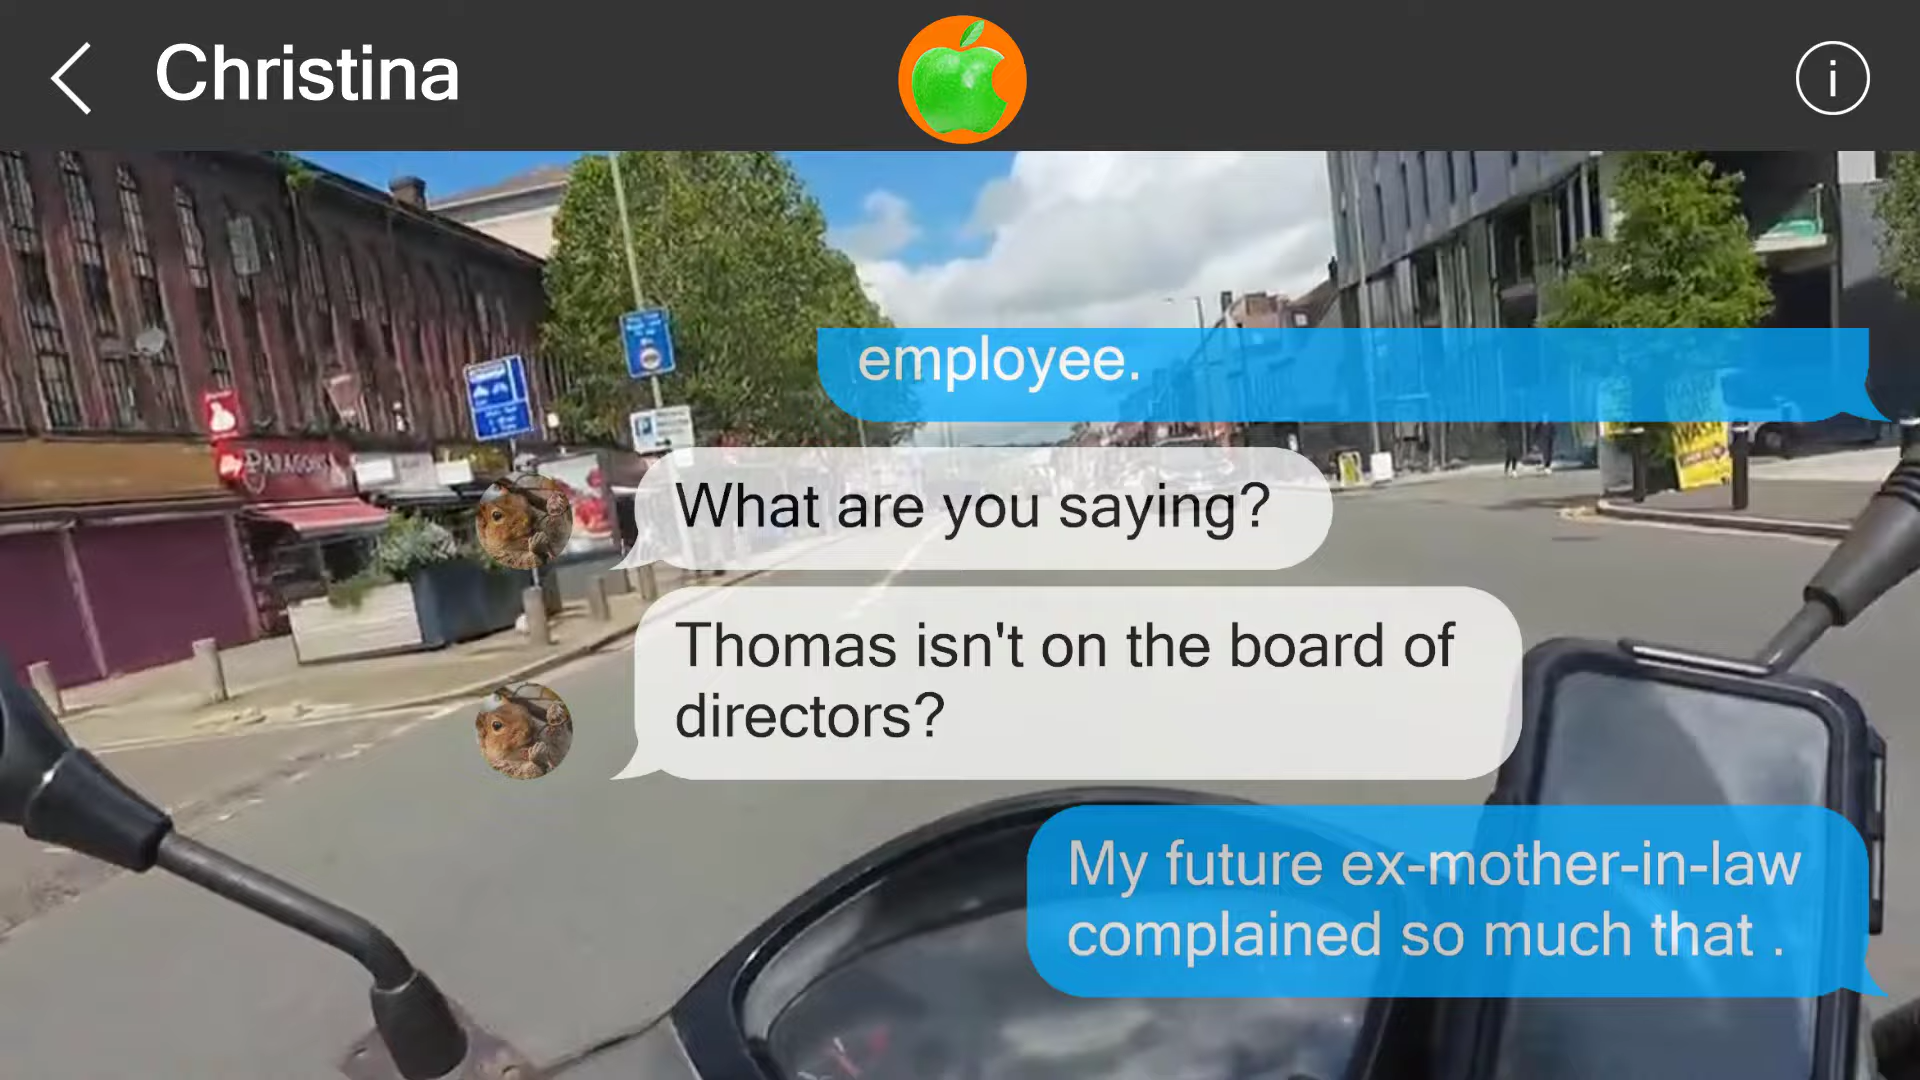 Christina
employee.
What are you saying?
PARAGONS
Thomas isn't on the board of
directors?
My future ex-mother-in-law
complained so much that .